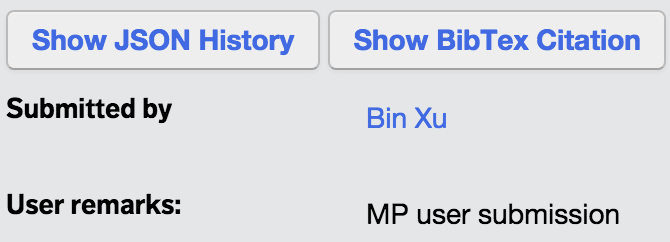 Show JSON History Show BibTex Citation
Submitted by Bin Xu
User remarks: MP user submission